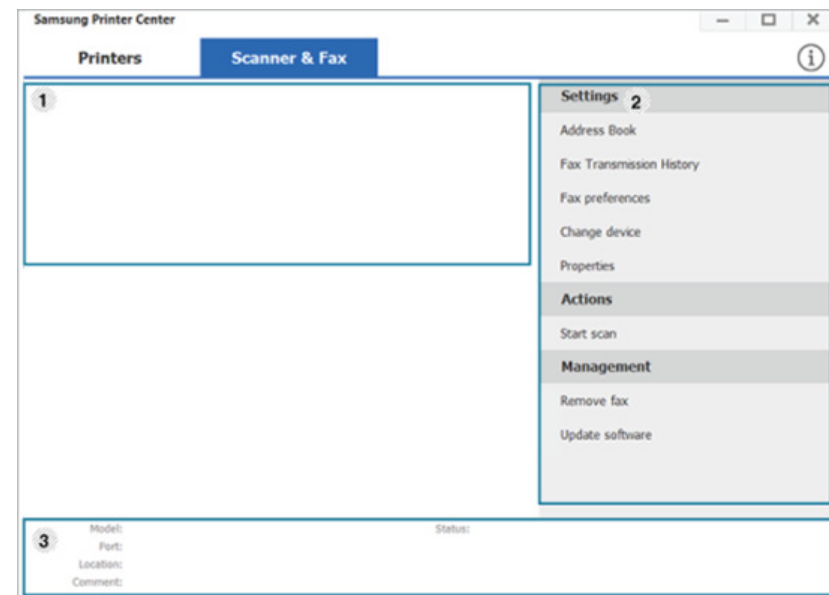 Samsung Printer Center
Printers Scanner & Fax
1
Settings 2
Address Book
Fax Transmission History
Fax preferences
Change device
Properties
Actions
Start scan
Management
Remove fax
Update software
3
Model: Status:
Port:
Location:
Comment: